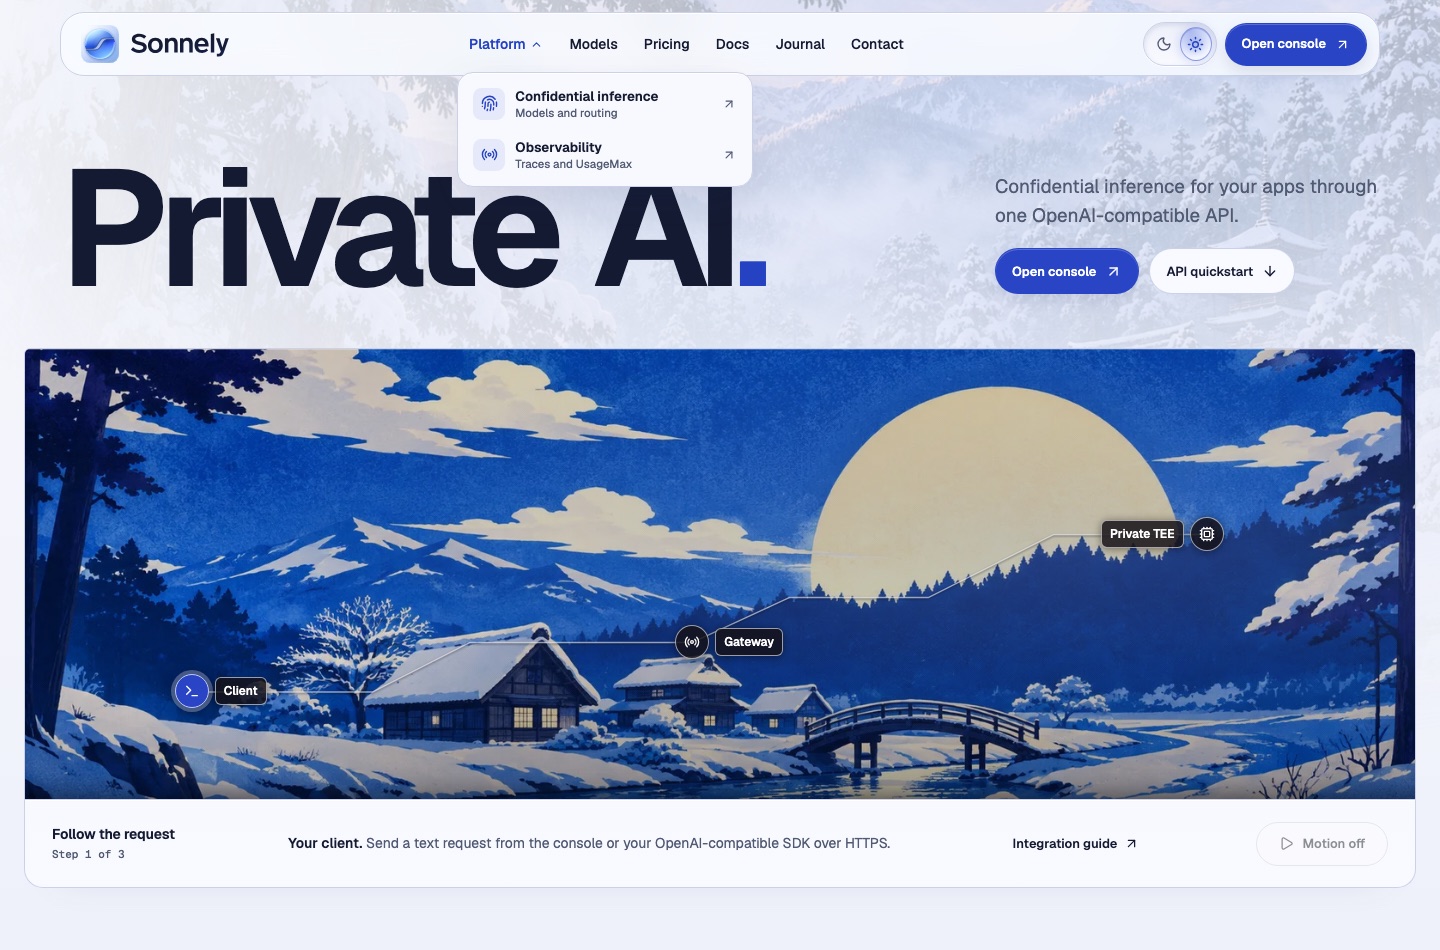 Sonnely
Platform
Models
Pricing
Docs
Journal
Contact
Open console
Confidential inference
Models and routing
Observability
Traces and UsageMax
Private AI.
Confidential inference for your apps through
one OpenAI-compatible API.
Open console
API quickstart
Private TEE
Gateway
Client
Follow the request
Step 1 of 3
Your client. Send a text request from the console or your OpenAI-compatible SDK over HTTPS.
Integration guide
Motion off